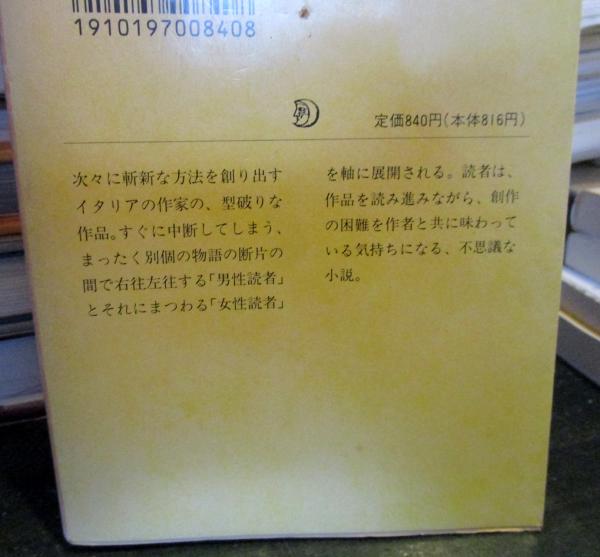 1910197008408
定価840円(本体816円)
次々に斬新な方法を創り出す
イタリアの作家の、型破りな
作品。すぐに中断してしまう、
まったく別個の物語の断片の
間で右往左往する「男性読者」
とそれにまつわる「女性読者」
を軸に展開される。読者は、
作品を読み進みながら、創作
の困難を作者と共に味わって
いる気持ちになる、不思議な
小説。